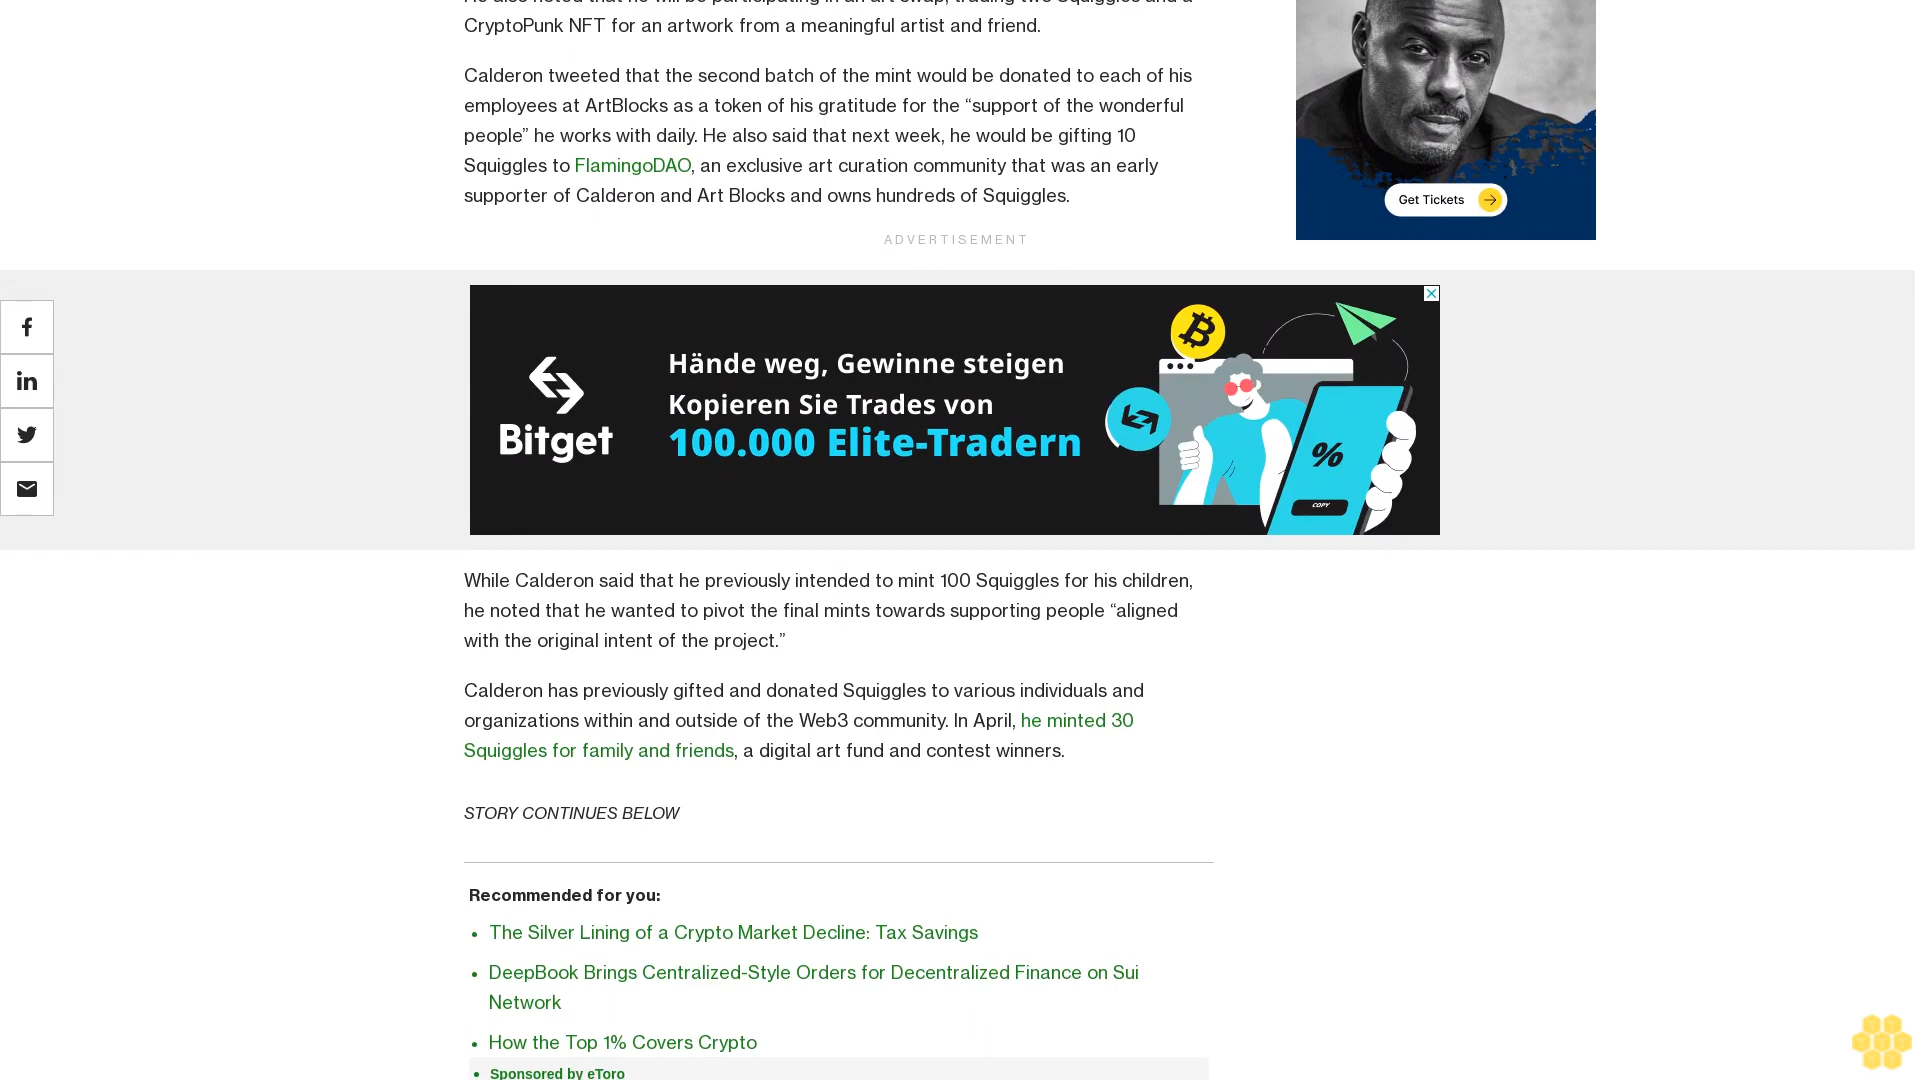 CryptoPunk NFT for an artwork from a meaningful artist and friend.
Calderon tweeted that the second batch of the mint would be donated to each of his
employees at ArtBlocks as a token of his gratitude for the “support of the wonderful
people” he works with daily. He also said that next week, he would be gifting 10
Squiggles to FlamingoDAO, an exclusive art curation community that was an early
supporter of Calderon and Art Blocks and owns hundreds of Squiggles.
Get Tickets
ADVERTISEMENT
Bitget
Hände weg, Gewinne steigen
Kopieren Sie Trades von
100.000 Elite-Tradern
%
COPY
While Calderon said that he previously intended to mint 100 Squiggles for his children,
he noted that he wanted to pivot the final mints towards supporting people “aligned
with the original intent of the project.”
Calderon has previously gifted and donated Squiggles to various individuals and
organizations within and outside of the Web3 community. In April, he minted 30
Squiggles for family and friends, a digital art fund and contest winners.
STORY CONTINUES BELOW
Recommended for you:
• The Silver Lining of a Crypto Market Decline: Tax Savings
• DeepBook Brings Centralized-Style Orders for Decentralized Finance on Sui
Network
• How the Top 1% Covers Crypto
• Sponsored by eToro